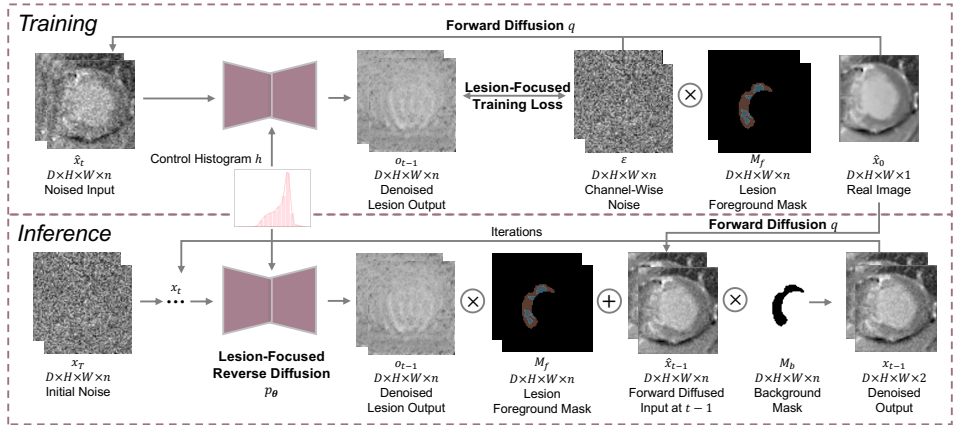 Training
Forward Diffusion q
Lesion-Focused
Training Loss
Control Histogram h
x̂_t
D×H×W×n
Noised Input
o_{t−1}
D×H×W×n
Denoised
Lesion Output
ε
D×H×W×n
Channel-Wise
Noise
M_f
D×H×W×n
Lesion
Foreground Mask
x̂_0
D×H×W×1
Real Image
Inference
Iterations
Forward Diffusion q
x_t
x_T
D×H×W×n
Initial Noise
Lesion-Focused
Reverse Diffusion
p_θ
o_{t−1}
D×H×W×n
Denoised
Lesion Output
M_f
D×H×W×n
Lesion
Foreground Mask
x̂_{t−1}
D×H×W×n
Forward Diffused
Input at t − 1
M_b
D×H×W×n
Background
Mask
x_{t−1}
D×H×W×2
Denoised
Output